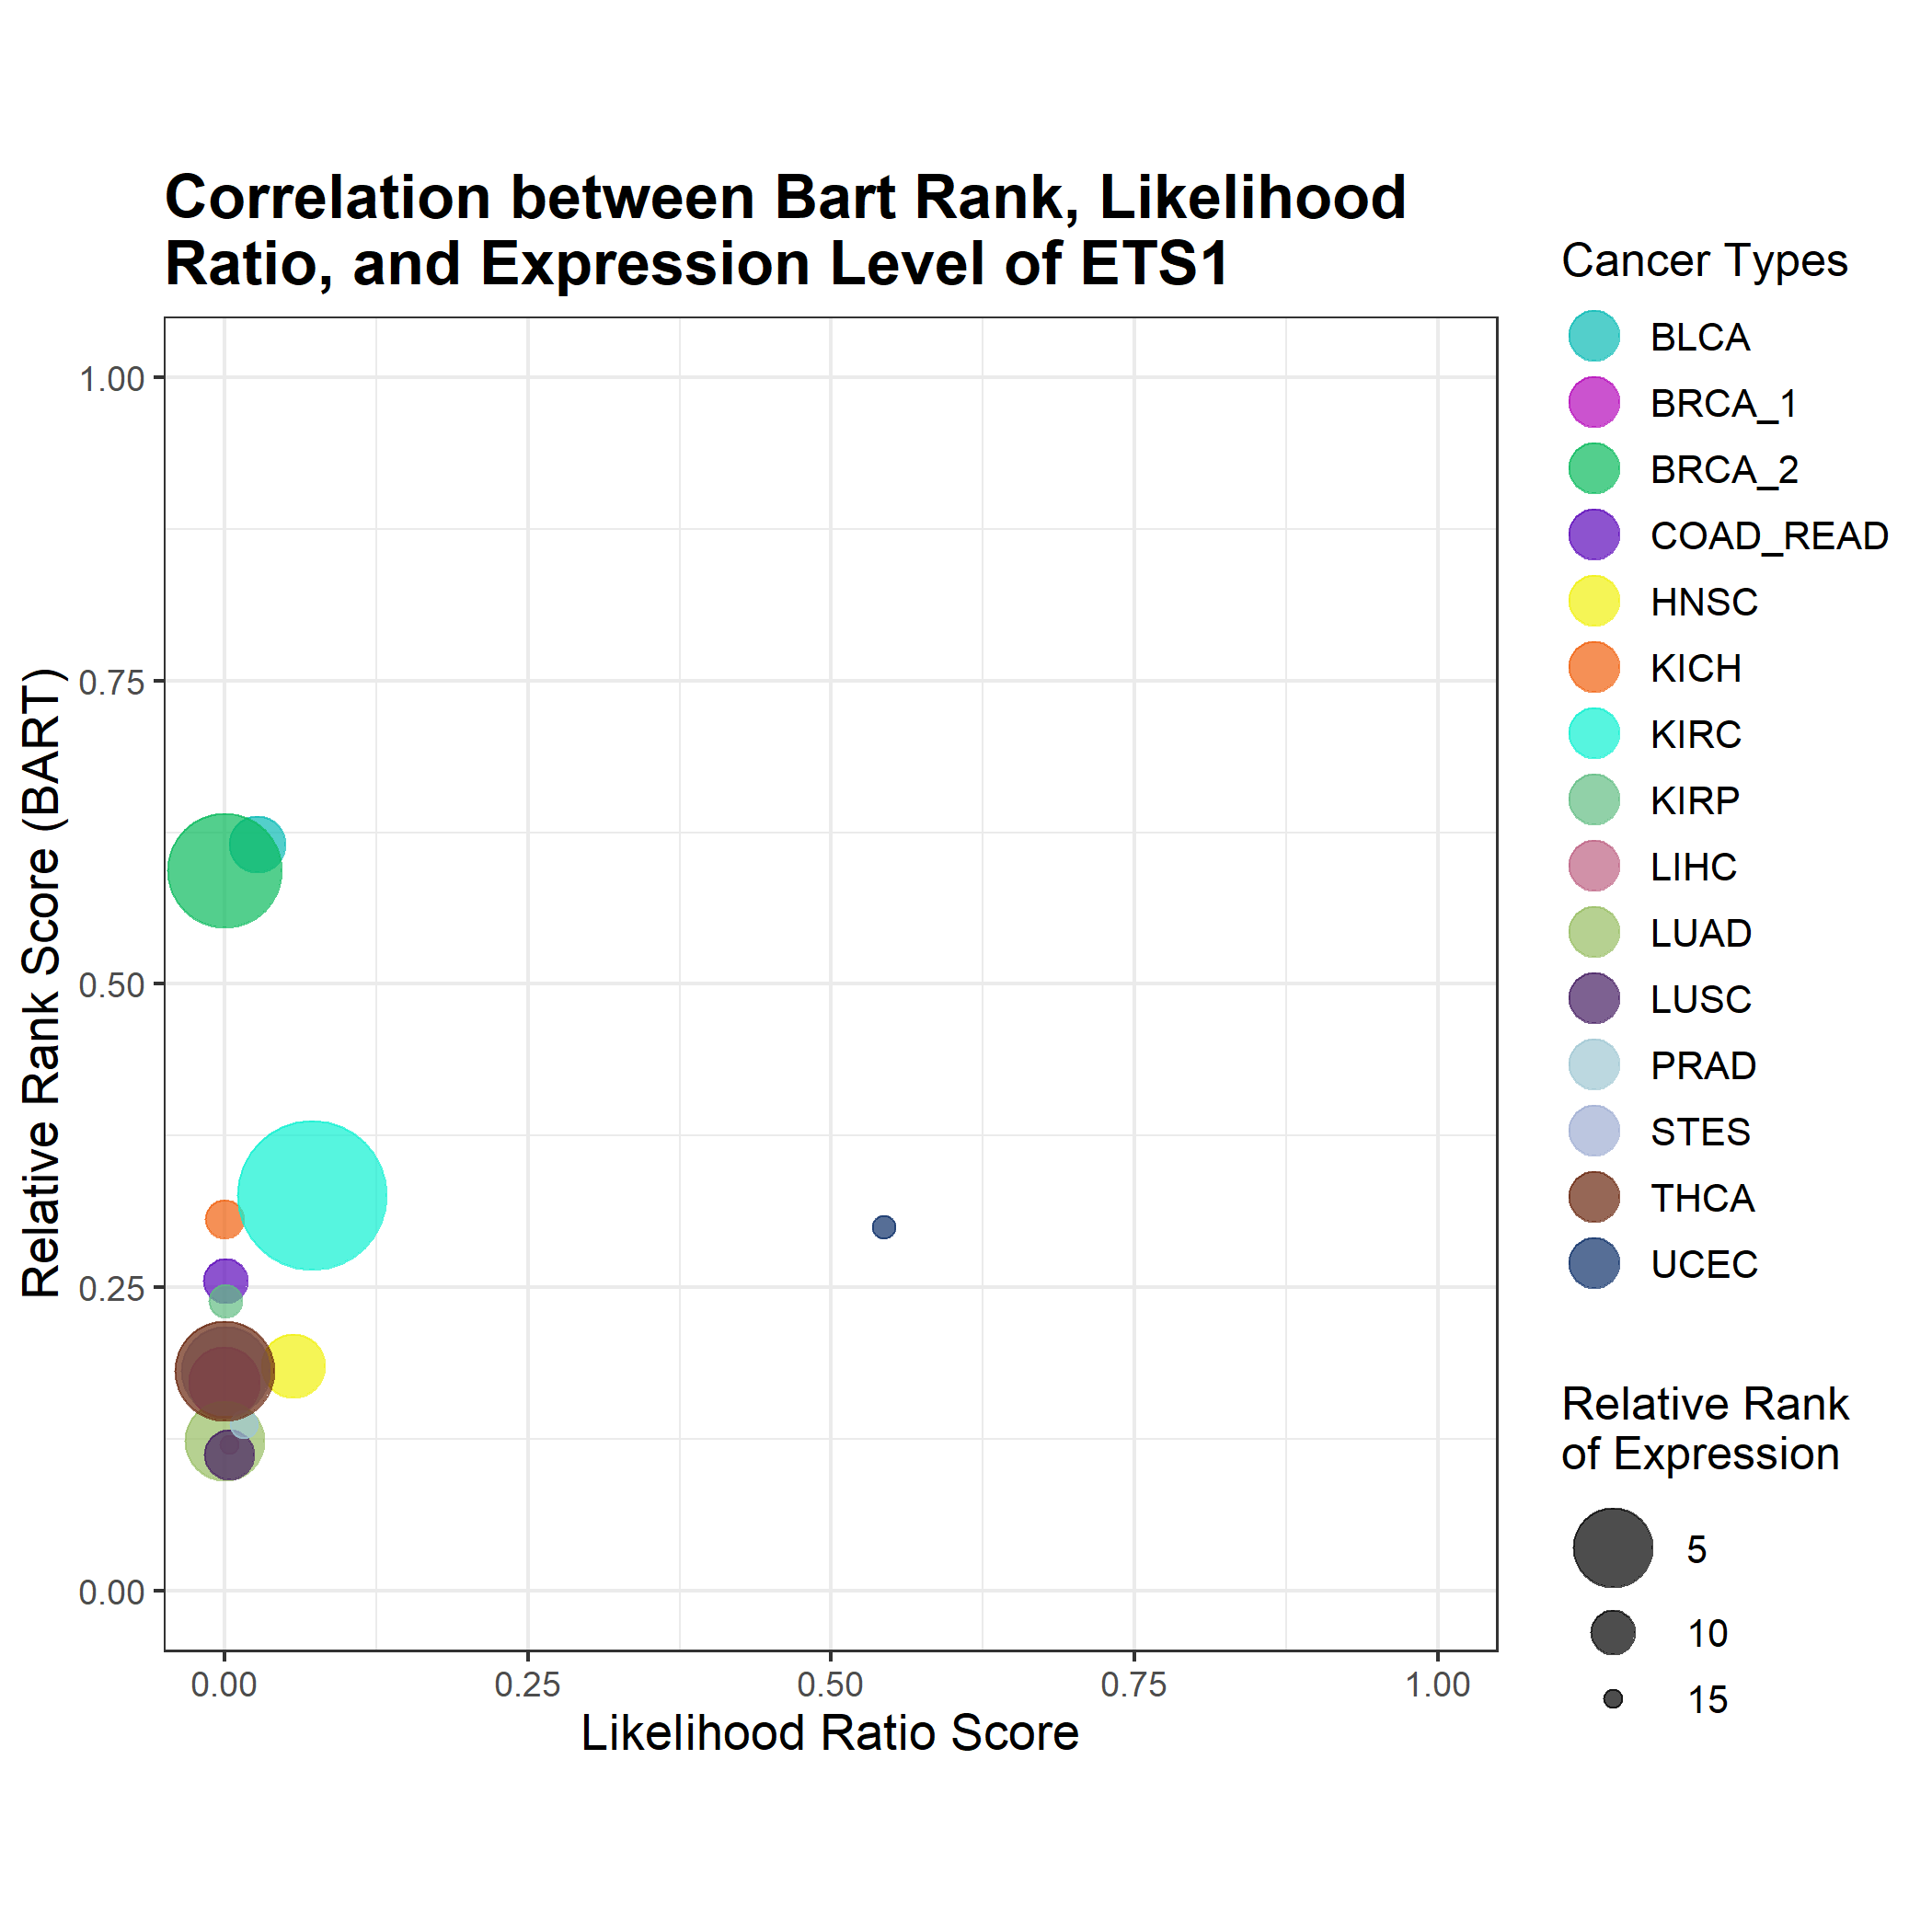 Correlation between Bart Rank, Likelihood
Ratio, and Expression Level of ETS1
Relative Rank Score (BART)
1.00
0.75
0.50
0.25
0.00
0.00 0.25 0.50 0.75 1.00
Likelihood Ratio Score
Cancer Types
BLCA
BRCA_1
BRCA_2
COAD_READ
HNSC
KICH
KIRC
KIRP
LIHC
LUAD
LUSC
PRAD
STES
THCA
UCEC
Relative Rank
of Expression
5
10
15